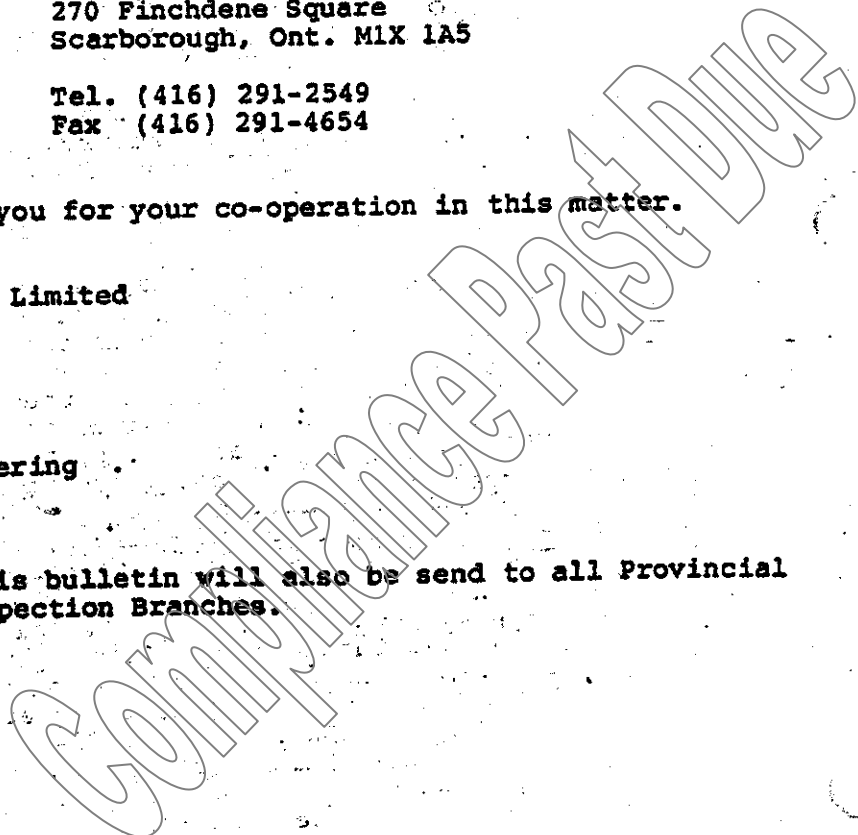 270 Finchdene Square
Scarborough, Ont. M1X 1A5
Tel. (416) 291-2549
Fax (416) 291-4654
you for your co-operation in this matter.
Limited
ering
is bulletin will also be send to all Provincial
pection Branches.
Compliance Past Due